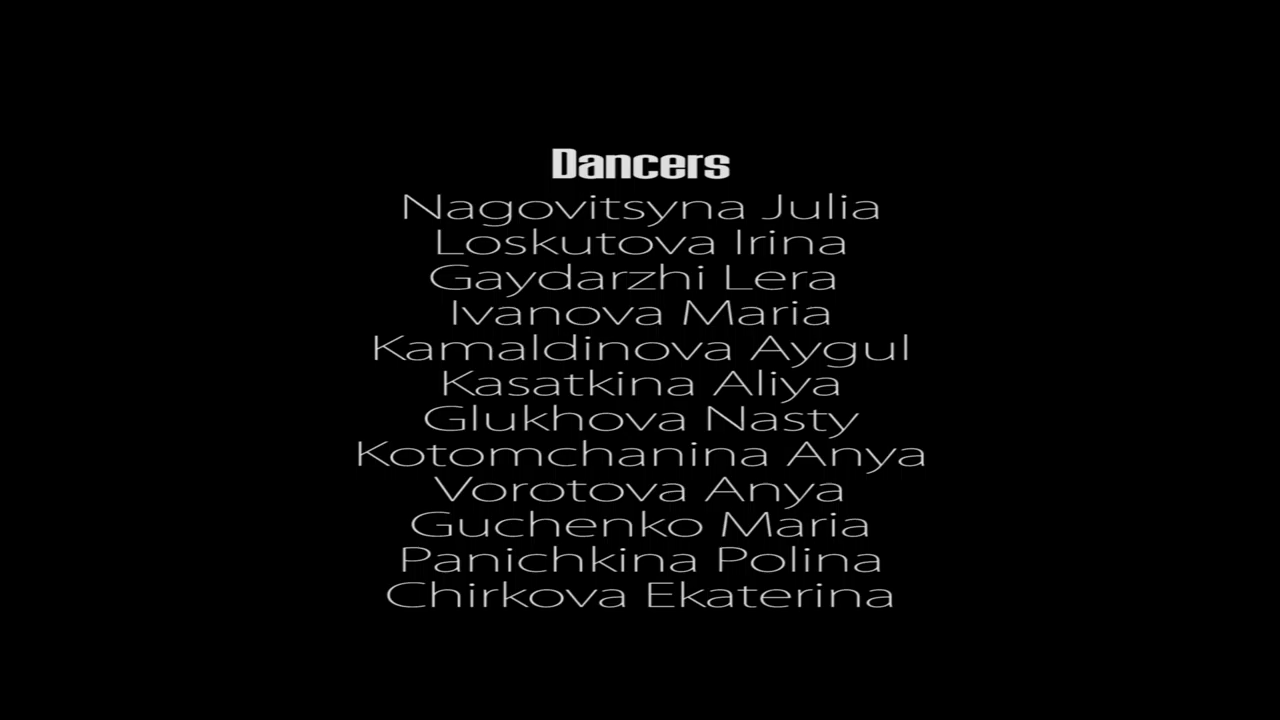 Dancers
Nagovitsyna Julia
Loskutova Irina
Gaydarzhi Lera
Ivanova Maria
Kamaldinova Aygul
Kasatkina Aliya
Glukhova Nasty
Kotomchanina Anya
Vorotova Anya
Guchenko Maria
Panichkina Polina
Chirkova Ekaterina